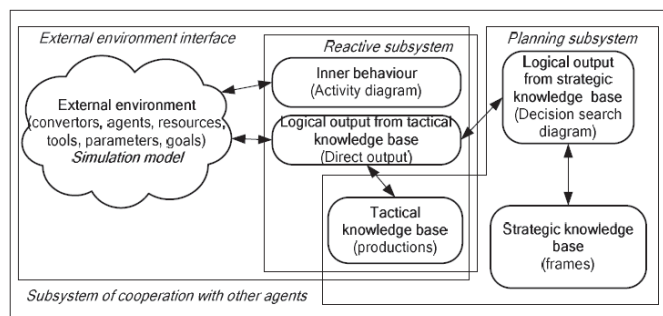 External environment interface
Reactive subsystem
Planning subsystem
Inner behaviour
(Activity diagram)
External environment
(convertors, agents, resources,
tools, parameters, goals)
Simulation model
Logical output from tactical
knowledge base
(Direct output)
Logical output
from strategic
knowledge base
(Decision search
diagram)
Tactical
knowledge base
(productions)
Strategic knowledge
base
(frames)
Subsystem of cooperation with other agents